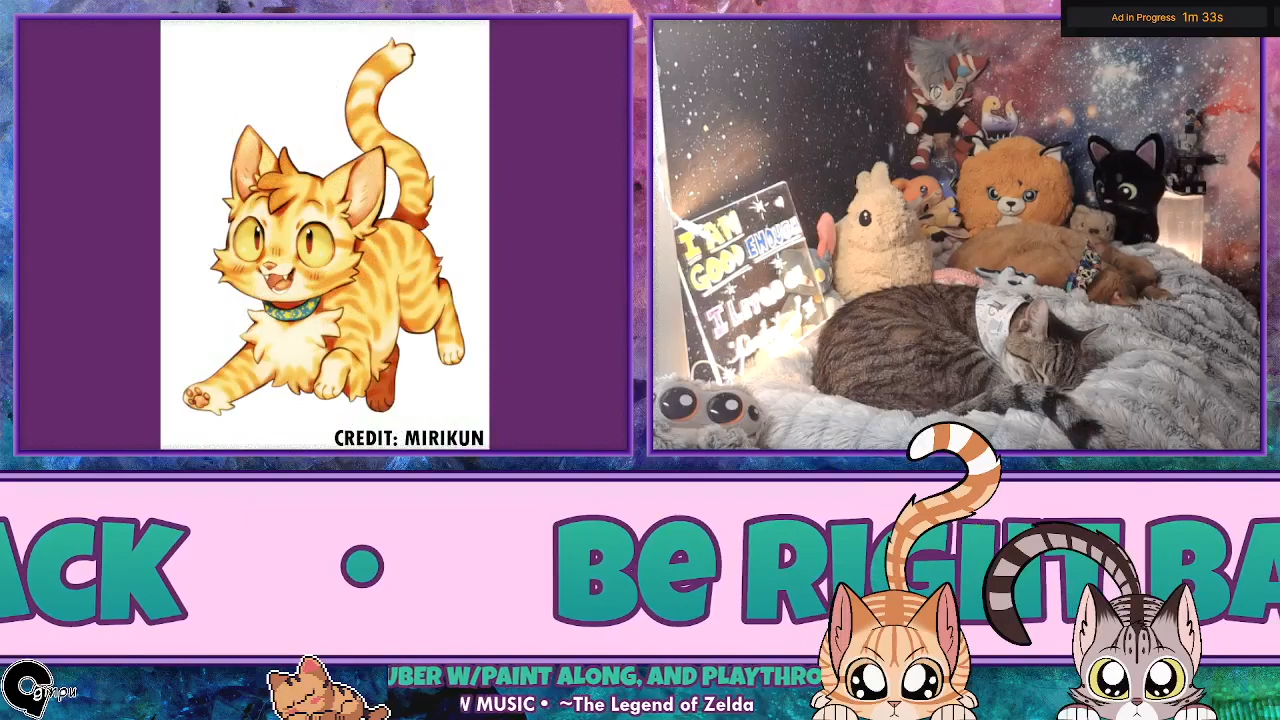 Ad in Progress 1m 33s
I AM
GOOD ENOUGH
CREDIT: MIRIKUN
ACK • BE RIGHT BA
UBER W/PAINT ALONG, AND PLAYTHRO
MUSIC • ~The Legend of Zelda